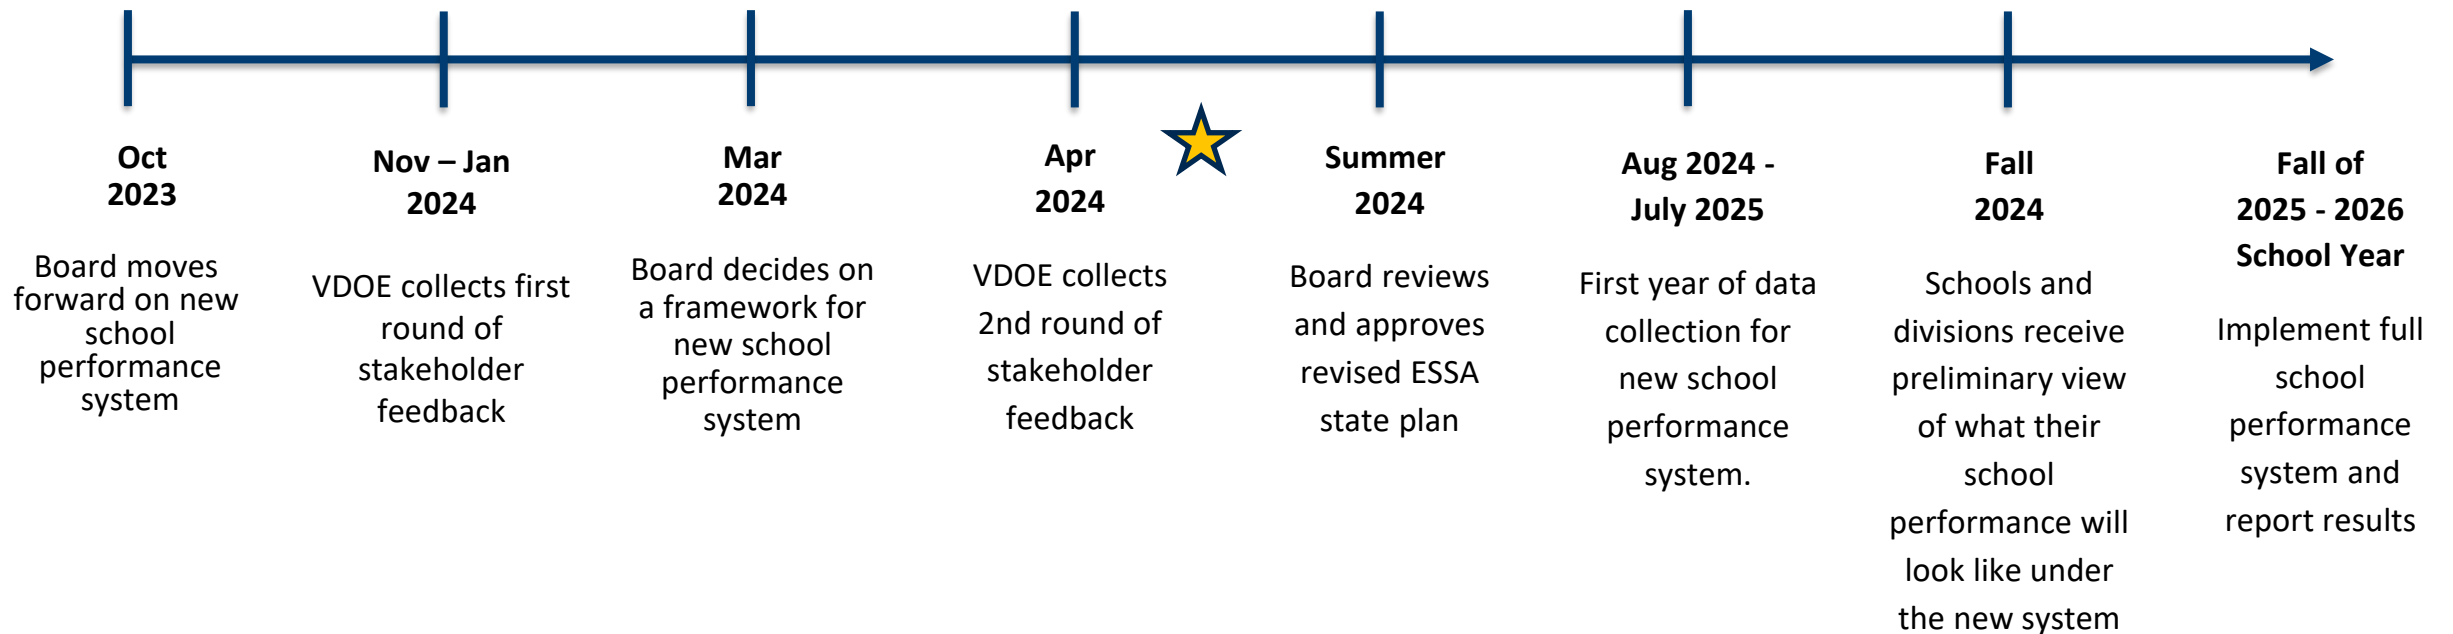 Oct
2023
Board moves
forward on new
school
performance
system
Nov – Jan
2024
VDOE collects first
round of
stakeholder
feedback
Mar
2024
Board decides on
a framework for
new school
performance
system
Apr
2024
VDOE collects
2nd round of
stakeholder
feedback
Summer
2024
Board reviews
and approves
revised ESSA
state plan
Aug 2024 -
July 2025
First year of data
collection for
new school
performance
system.
Fall
2024
Schools and
divisions receive
preliminary view
of what their
school
performance will
look like under
the new system
Fall of
2025 - 2026
School Year
Implement full
school
performance
system and
report results